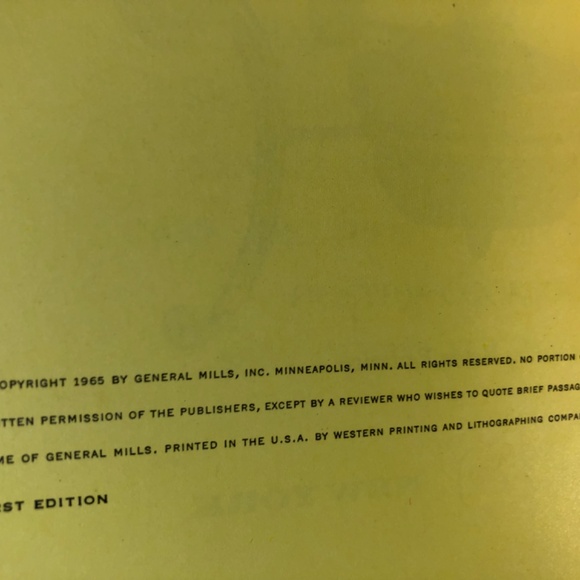 OPYRIGHT 1965 BY GENERAL MILLS, INC. MINNEAPOLIS, MINN. ALL RIGHTS RESERVED. NO PORTION
TTEN PERMISSION OF THE PUBLISHERS, EXCEPT BY A REVIEWER WHO WISHES TO QUOTE BRIEF PASSAG
ME OF GENERAL MILLS. PRINTED IN THE U.S.A. BY WESTERN PRINTING AND LITHOGRAPHING COMPA
RST EDITION